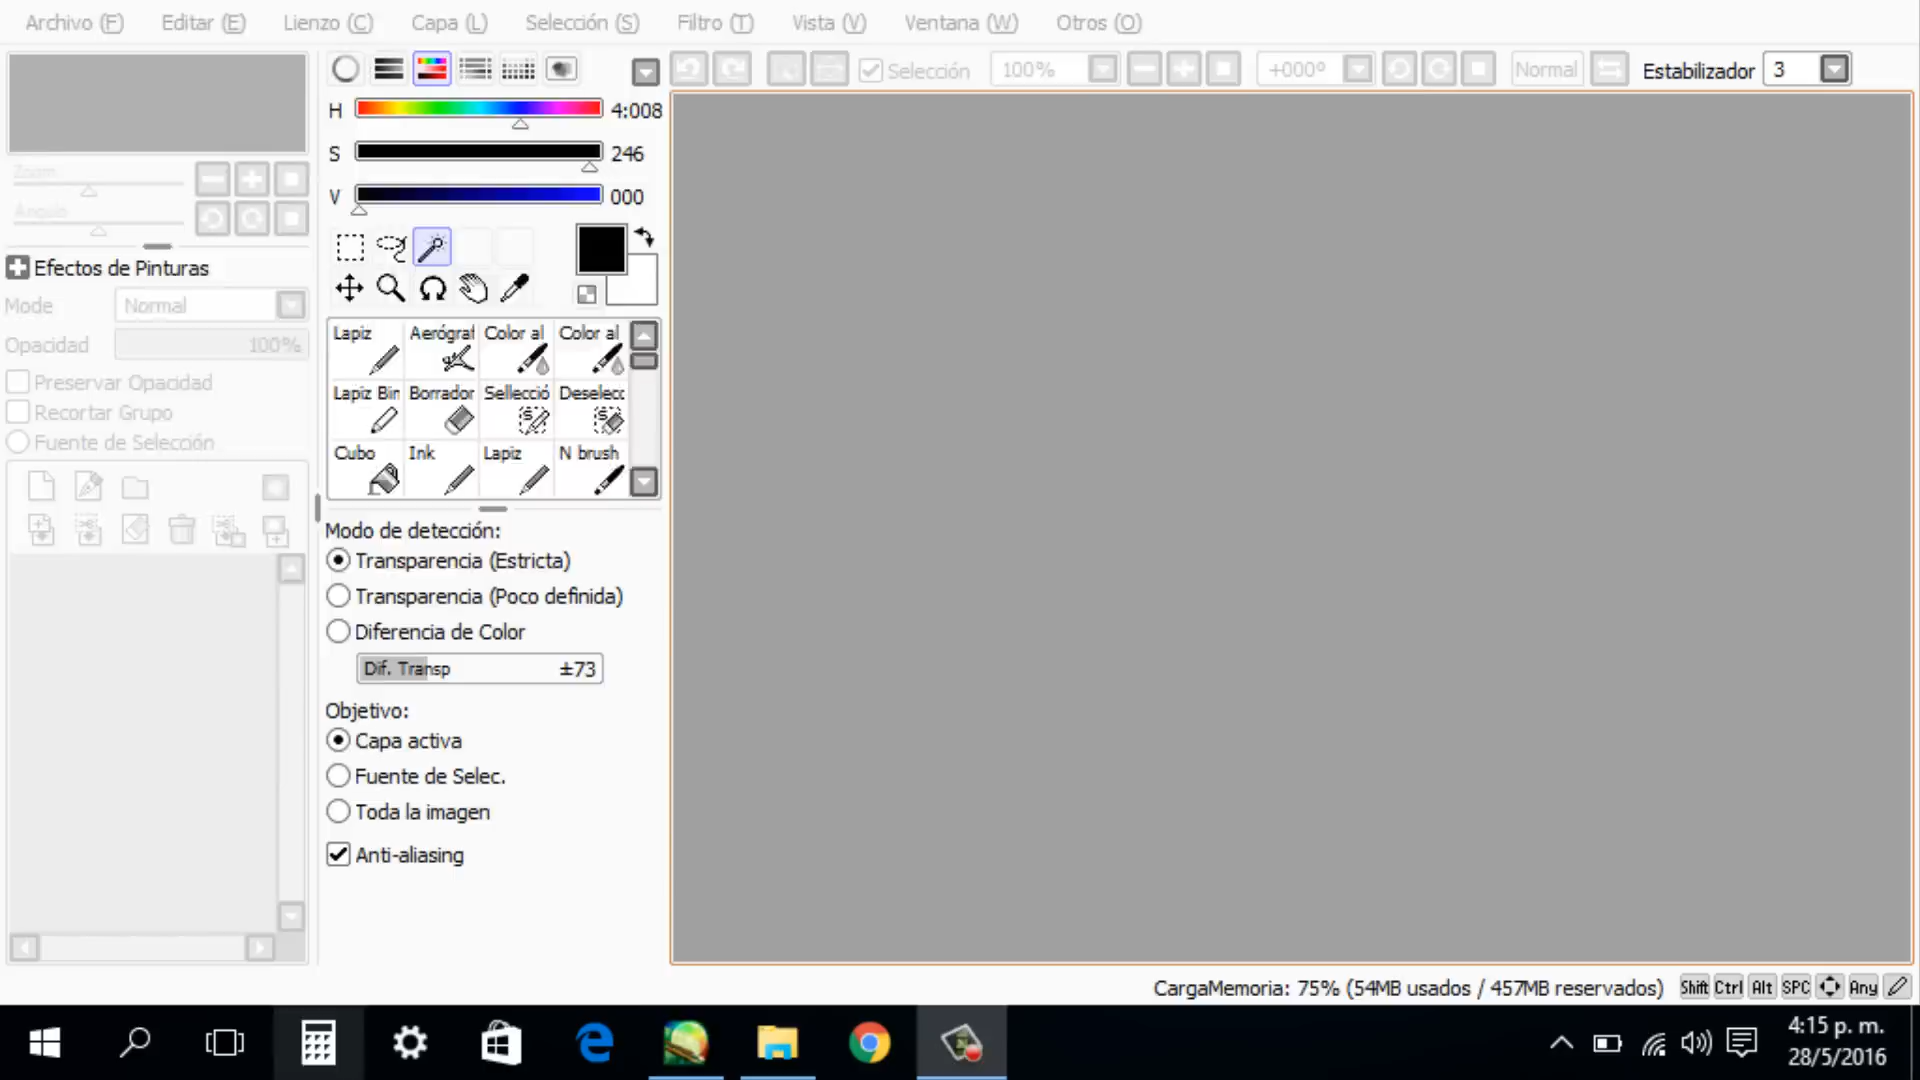 Archivo (F) Editar (E) Lienzo (C) Capa (L) Selección (S) Filtro (T) Vista (V) Ventana (W) Otros (O)
Selección 100% +000º Normal Estabilizador 3
H 4:008
S 246
V 000
Zoom
Angulo
Efectos de Pinturas
Mode Normal
Opacidad 100%
Preservar Opacidad
Recortar Grupo
Fuente de Selección
Lapiz Aerógraf Color al Color al
Lapiz Bin Borrador Sellecció Deselecc
Cubo Ink Lapiz N brush
Modo de detección:
Transparencia (Estricta)
Transparencia (Poco definida)
Diferencia de Color
Dif. Transp ±73
Objetivo:
Capa activa
Fuente de Selec.
Toda la imagen
Anti-aliasing
CargaMemoria: 75% (54MB usados / 457MB reservados) Shift Ctrl Alt SPC Any
4:15 p. m.
28/5/2016